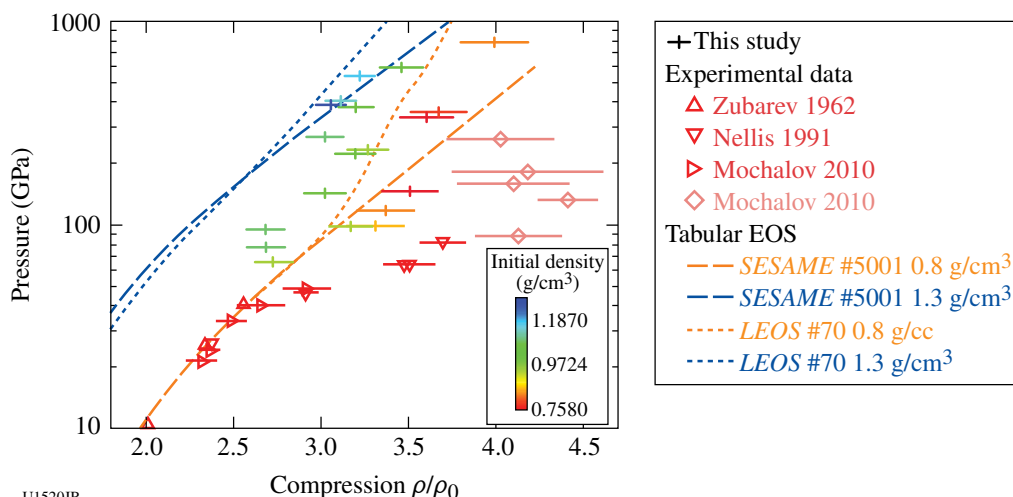 1000
100
10
Pressure (GPa)
2.0 2.5 3.0 3.5 4.0 4.5
Compression ρ/ρ0
Initial density
(g/cm3)
1.1870
0.9724
0.7580
This study
Experimental data
Zubarev 1962
Nellis 1991
Mochalov 2010
Mochalov 2010
Tabular EOS
SESAME #5001 0.8 g/cm3
SESAME #5001 1.3 g/cm3
LEOS #70 0.8 g/cc
LEOS #70 1.3 g/cm3